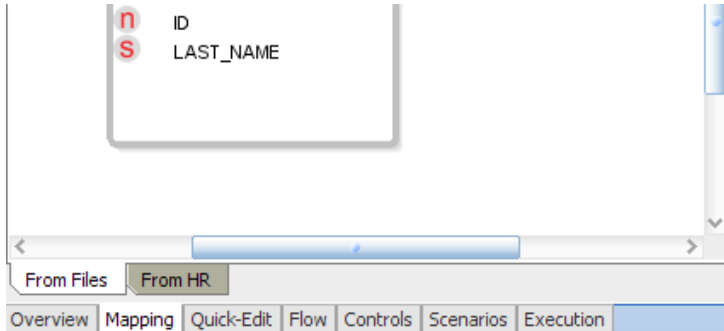 n ID
s LAST_NAME
From Files From HR
Overview Mapping Quick-Edit Flow Controls Scenarios Execution